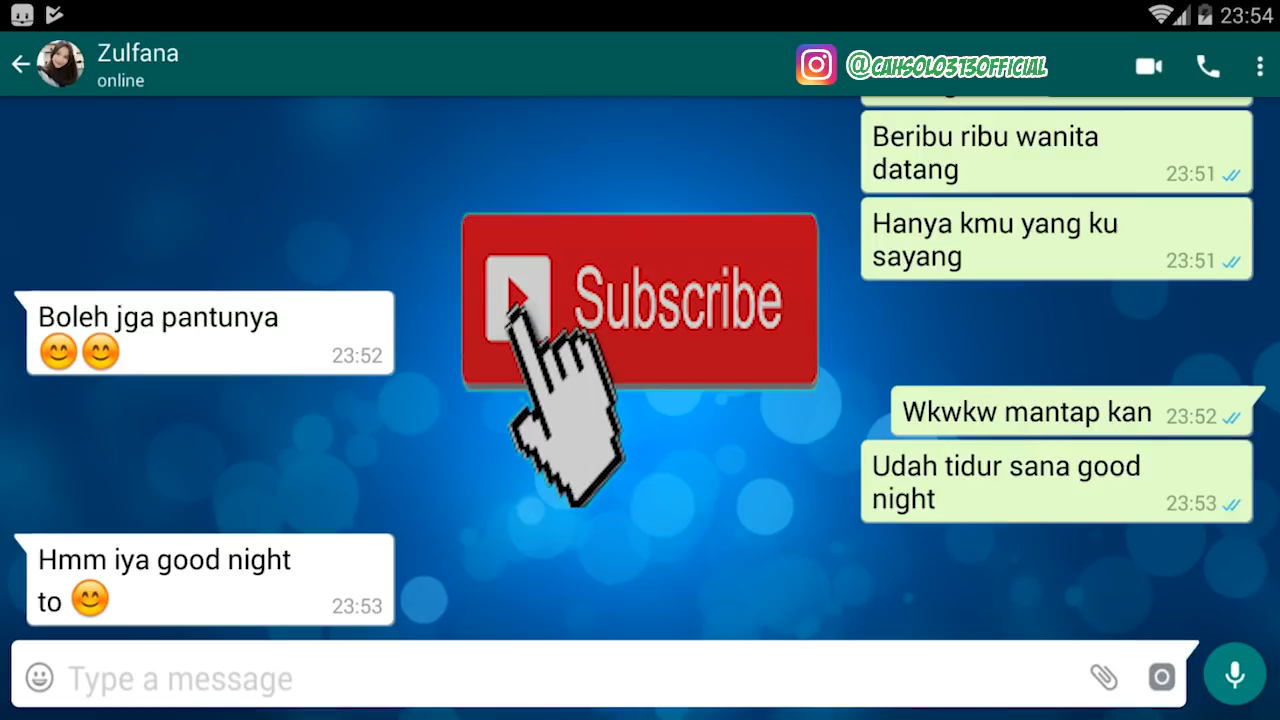 23:54
Zulfana
online
@CAHSOLO3130FFICIAL
Beribu ribu wanita
datang 23:51
Hanya kmu yang ku
sayang 23:51
Boleh jga pantunya
😊😊 23:52
Subscribe
Wkwkw mantap kan 23:52
Udah tidur sana good
night 23:53
Hmm iya good night
to 😊 23:53
Type a message